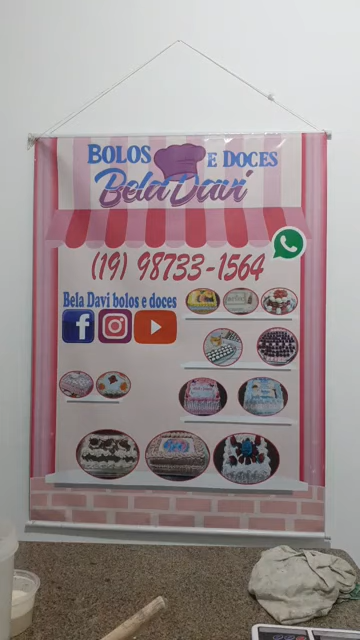 BOLOS E DOCES
Bela Davi
(19) 98733-1564
Bela Davi bolos e doces